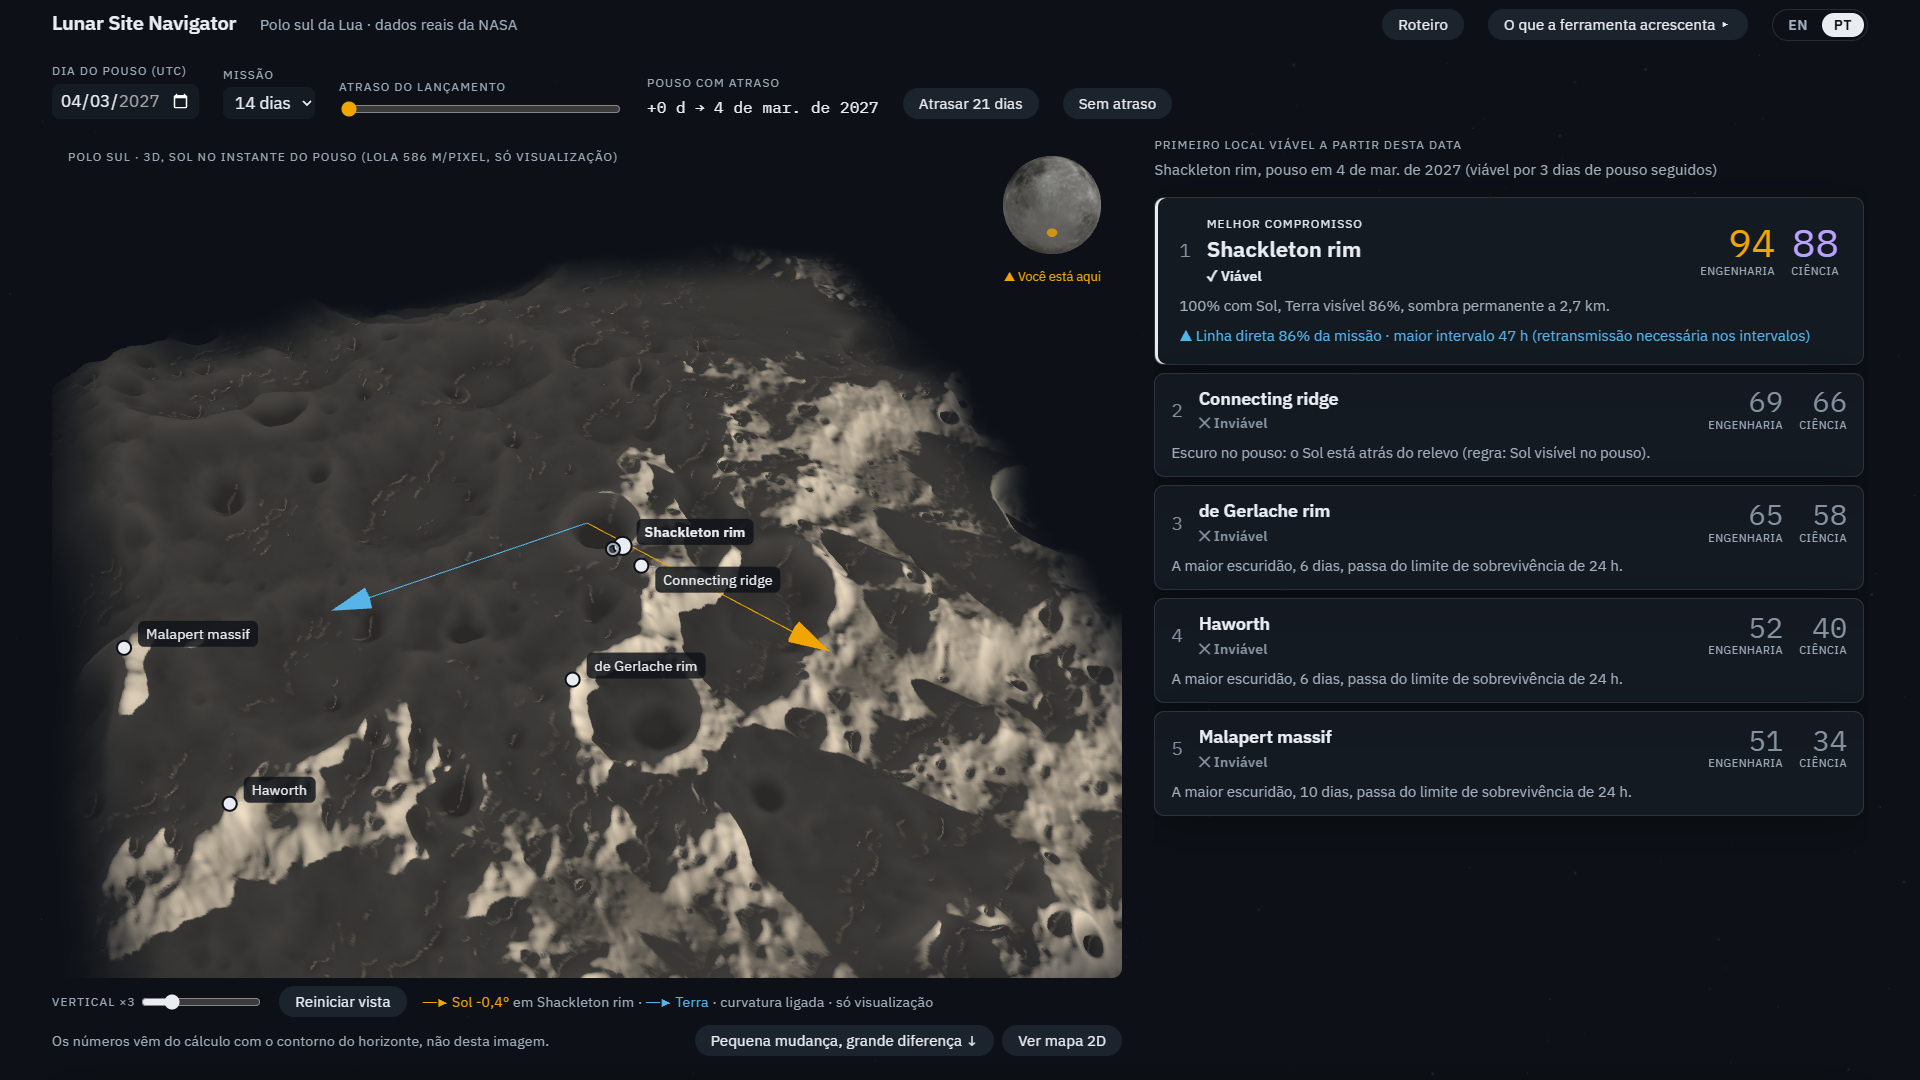 Lunar Site Navigator
Polo sul da Lua · dados reais da NASA
Roteiro
O que a ferramenta acrescenta ▸
EN
PT
DIA DO POUSO (UTC)
04/03/2027
MISSÃO
14 dias
ATRASO DO LANÇAMENTO
POUSO COM ATRASO
+0 d → 4 de mar. de 2027
Atrasar 21 dias
Sem atraso
POLO SUL · 3D, SOL NO INSTANTE DO POUSO (LOLA 586 M/PIXEL, SÓ VISUALIZAÇÃO)
▲ Você está aqui
Shackleton rim
Connecting ridge
Malapert massif
de Gerlache rim
Haworth
VERTICAL ×3
Reiniciar vista
Sol -0,4° em Shackleton rim · Terra · curvatura ligada · só visualização
Os números vêm do cálculo com o contorno do horizonte, não desta imagem.
Pequena mudança, grande diferença ↓
Ver mapa 2D
PRIMEIRO LOCAL VIÁVEL A PARTIR DESTA DATA
Shackleton rim, pouso em 4 de mar. de 2027 (viável por 3 dias de pouso seguidos)
MELHOR COMPROMISSO
1 Shackleton rim
✓ Viável
94 ENGENHARIA
88 CIÊNCIA
100% com Sol, Terra visível 86%, sombra permanente a 2,7 km.
▲ Linha direta 86% da missão · maior intervalo 47 h (retransmissão necessária nos intervalos)
2 Connecting ridge
✕ Inviável
69 ENGENHARIA
66 CIÊNCIA
Escuro no pouso: o Sol está atrás do relevo (regra: Sol visível no pouso).
3 de Gerlache rim
✕ Inviável
65 ENGENHARIA
58 CIÊNCIA
A maior escuridão, 6 dias, passa do limite de sobrevivência de 24 h.
4 Haworth
✕ Inviável
52 ENGENHARIA
40 CIÊNCIA
A maior escuridão, 6 dias, passa do limite de sobrevivência de 24 h.
5 Malapert massif
✕ Inviável
51 ENGENHARIA
34 CIÊNCIA
A maior escuridão, 10 dias, passa do limite de sobrevivência de 24 h.